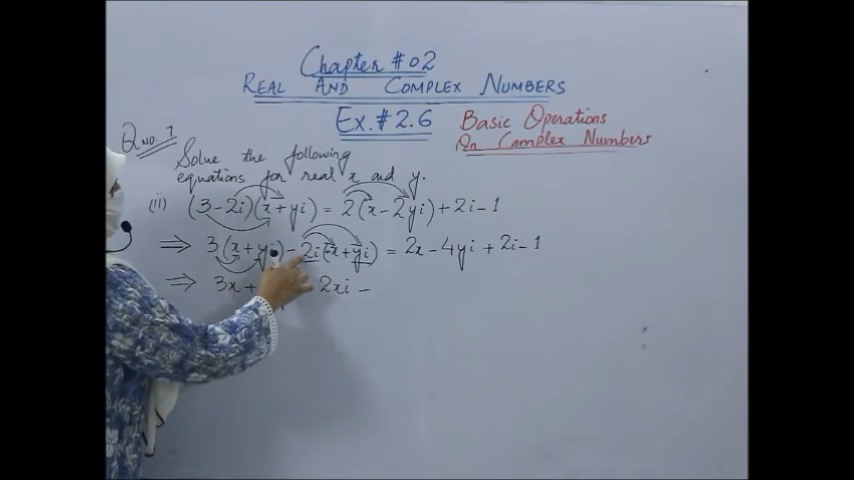 Chapter # 02
REAL AND COMPLEX NUMBERS
Ex. # 2.6
Basic Operations
On Complex Numbers
Q NO. 7
Solve the following
equations for real x and y.
(ii) (3-2i)(x+yi) = 2(x-2yi)+2i-1
⇒ 3(x+yi)-2i(x+yi) = 2x-4yi+2i-1
⇒ 3x+ 2xi -